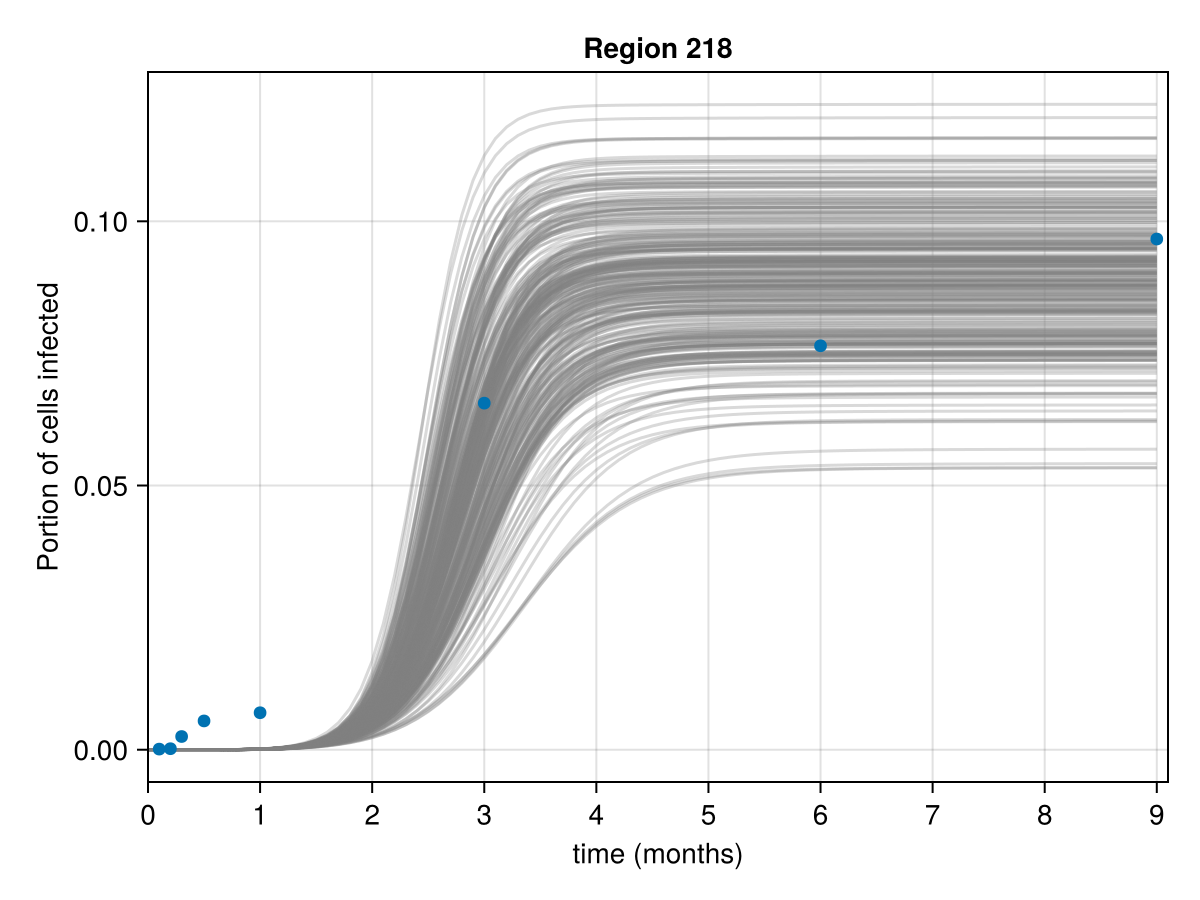 Region 218
Portion of cells infected
0.10
0.05
0.00
0 1 2 3 4 5 6 7 8 9
time (months)